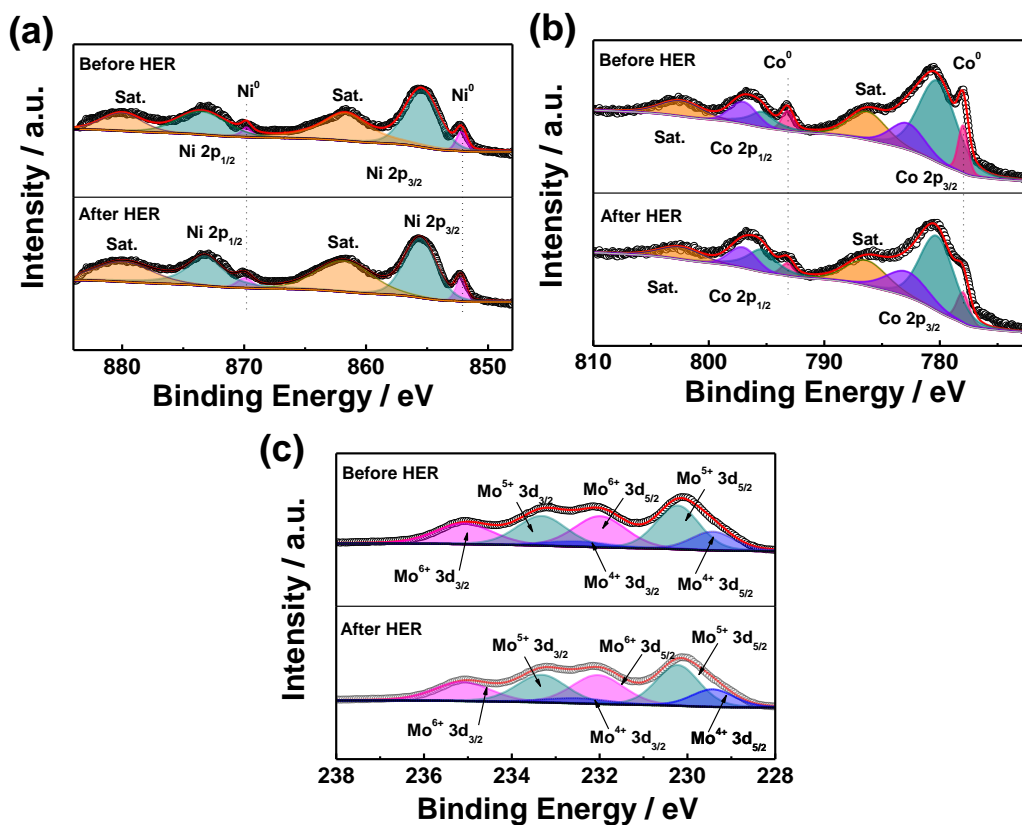 (a)
Before HER
Sat.
Ni⁰
Sat.
Ni⁰
Ni 2p₁/₂
Ni 2p₃/₂
After HER
Ni 2p₁/₂
Sat.
Ni 2p₃/₂
Intensity / a.u.
880 870 860 850
Binding Energy / eV
(b)
Before HER
Co⁰
Sat.
Co⁰
Sat.
Co 2p₁/₂
Co 2p₃/₂
After HER
Sat.
Sat.
Co 2p₁/₂
Co 2p₃/₂
Intensity / a.u.
810 800 790 780
Binding Energy / eV
(c)
Before HER
Mo⁵⁺ 3d₃/₂
Mo⁶⁺ 3d₅/₂
Mo⁵⁺ 3d₅/₂
Mo⁶⁺ 3d₃/₂
Mo⁴⁺ 3d₃/₂
Mo⁴⁺ 3d₅/₂
After HER
Mo⁵⁺ 3d₃/₂
Mo⁶⁺ 3d₅/₂
Mo⁵⁺ 3d₅/₂
Mo⁶⁺ 3d₃/₂
Mo⁴⁺ 3d₃/₂
Mo⁴⁺ 3d₅/₂
Intensity / a.u.
238 236 234 232 230 228
Binding Energy / eV